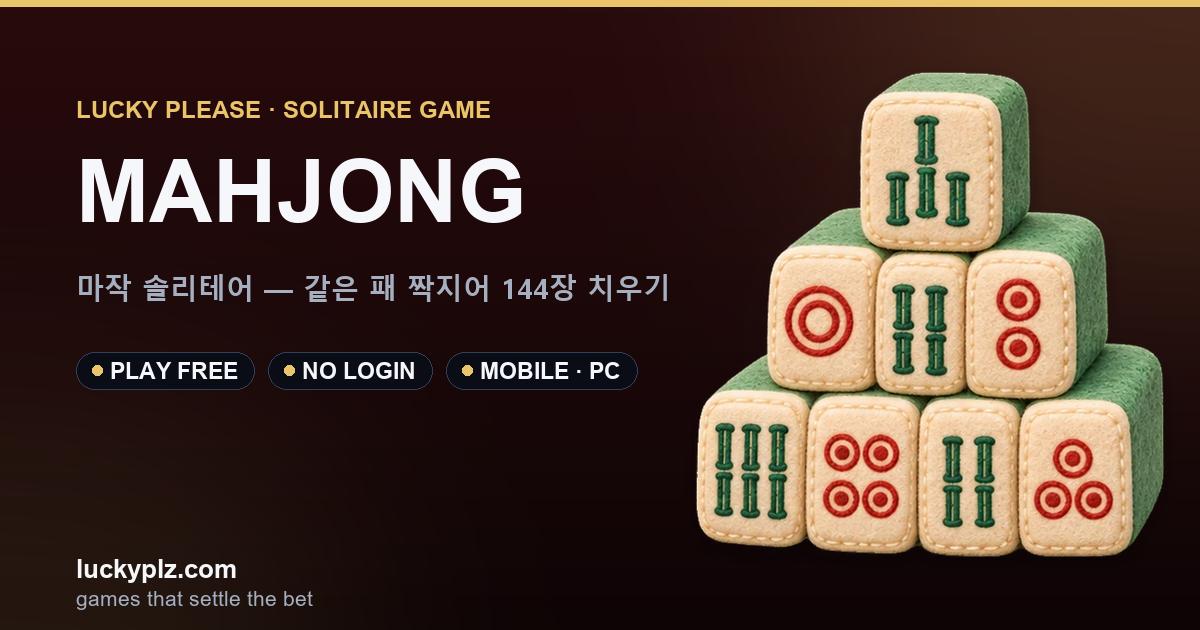 LUCKY PLEASE · SOLITAIRE GAME
MAHJONG
마작 솔리테어 — 같은 패 짝지어 144장 치우기
PLAY FREE
NO LOGIN
MOBILE · PC
luckyplz.com
games that settle the bet